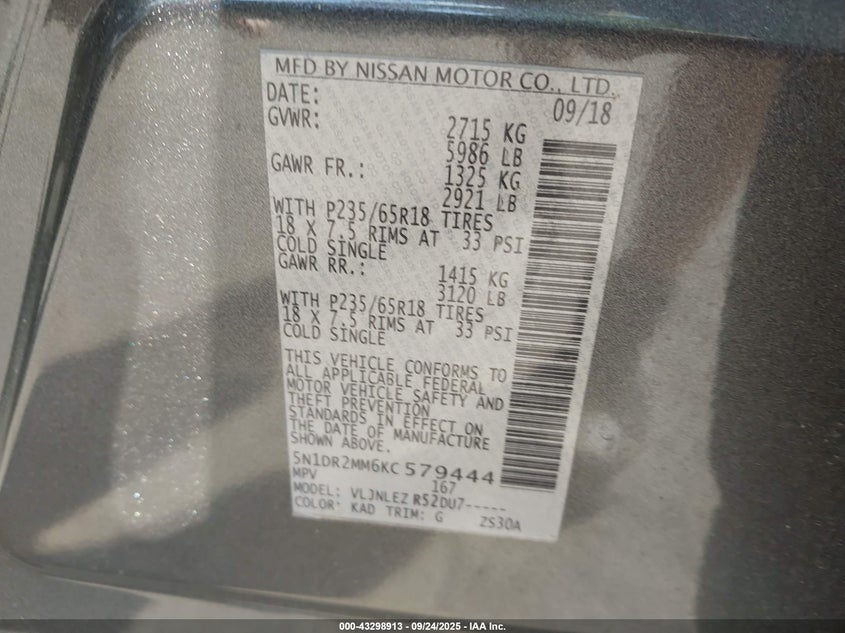 MFD BY NISSAN MOTOR CO., LTD.
DATE: 09/18
GVWR: 2715 KG
5986 LB
GAWR FR.: 1325 KG
2921 LB
WITH P235/65R18 TIRES
18 X 7.5 RIMS AT 33 PSI
COLD SINGLE
GAWR RR.: 1415 KG
3120 LB
WITH P235/65R18 TIRES
18 X 7.5 RIMS AT 33 PSI
COLD SINGLE
THIS VEHICLE CONFORMS TO
ALL APPLICABLE FEDERAL
MOTOR VEHICLE SAFETY AND
THEFT PREVENTION
STANDARDS IN EFFECT ON
THE DATE OF MANUFACTURE
SHOWN ABOVE.
5N1DR2MM6KC579444
MPV 167
MODEL: VLJNLEZ R52DU7-----
COLOR: KAD TRIM: G ZS30A
000-43298913 - 09/24/2025 - IAA Inc.